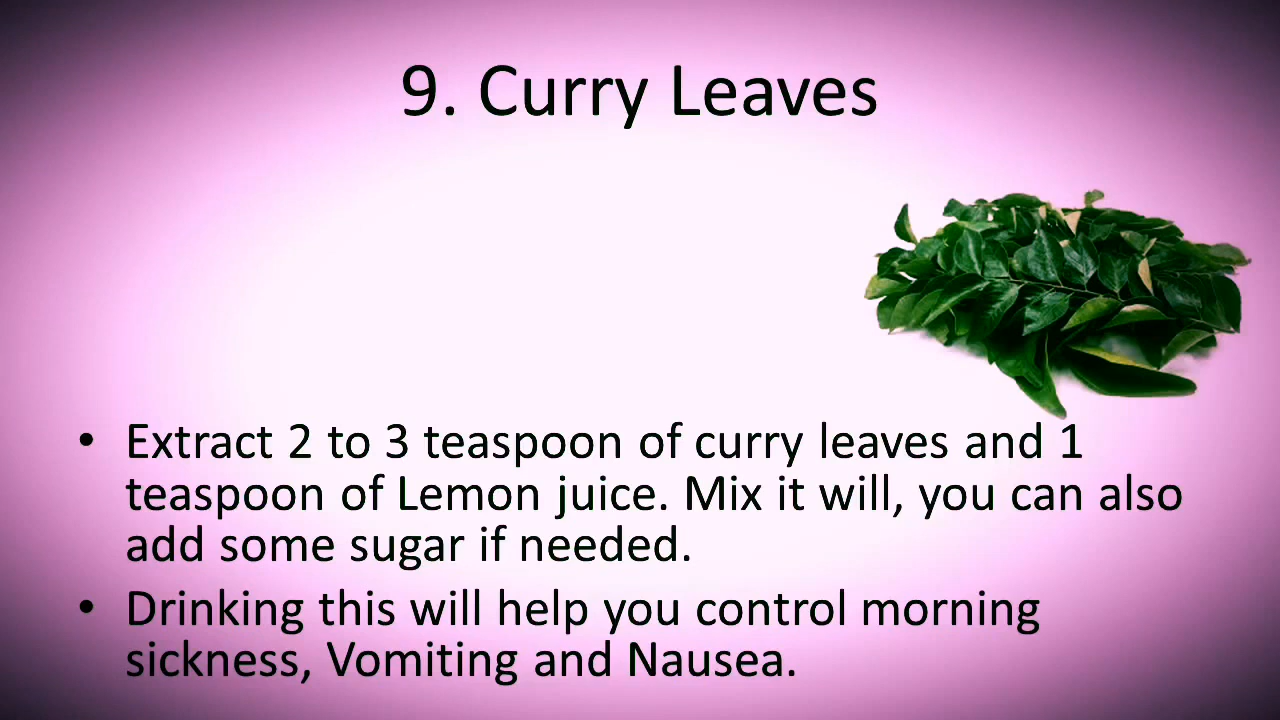 9. Curry Leaves
• Extract 2 to 3 teaspoon of curry leaves and 1
teaspoon of Lemon juice. Mix it will, you can also
add some sugar if needed.
• Drinking this will help you control morning
sickness, Vomiting and Nausea.